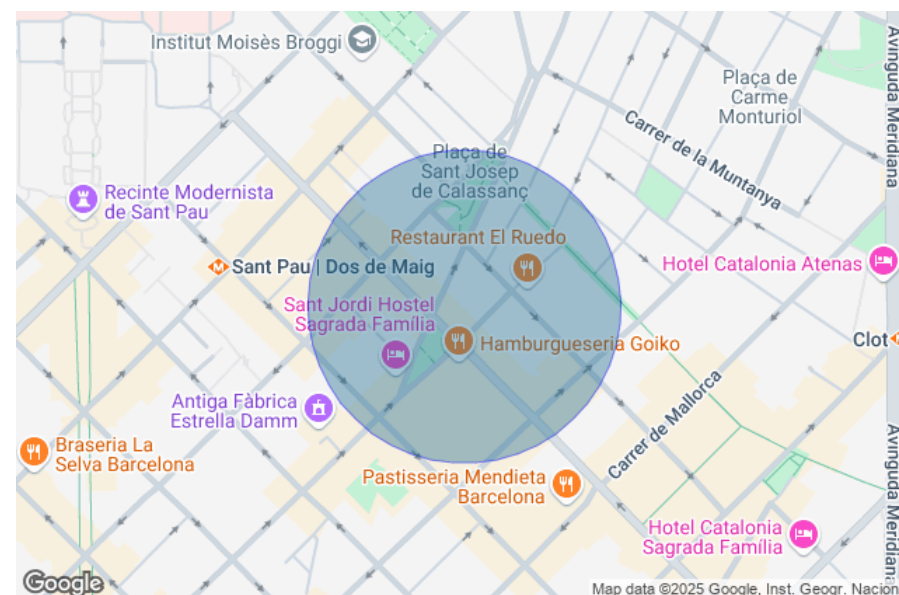 Institut Moisès Broggi
Avinguda Meridiana
Plaça de
Carme
Monturiol
Carrer de la Muntanya
Plaça de
Sant Josep
de Calassanç
Recinte Modernista
de Sant Pau
Restaurant El Ruedo
Sant Pau | Dos de Maig
Hotel Catalonia Atenas
Sant Jordi Hostel
Sagrada Família
Hamburgueseria Goiko
Clot
Carrer de Mallorca
Antiga Fàbrica
Estrella Damm
Braseria La
Selva Barcelona
Pastisseria Mendieta
Barcelona
Avinguda Meridiana
Hotel Catalonia
Sagrada Família
Google
Map data ©2025 Google, Inst. Geogr. Nacion